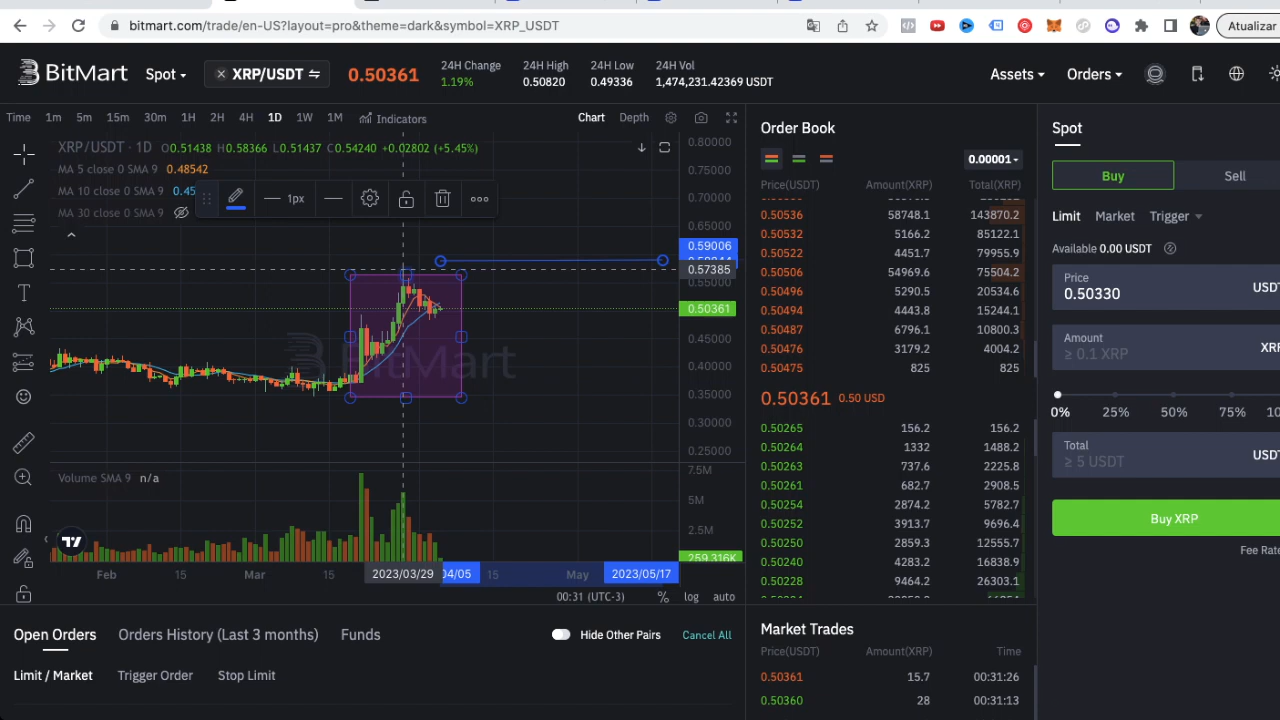 bitmart.com/trade/en-US?layout=pro&theme=dark&symbol=XRP_USDT
Atualizar
BitMart
Spot
XRP/USDT
0.50361
24H Change
1.19%
24H High
0.50820
24H Low
0.49336
24H Vol
1,474,231.42369 USDT
Assets
Orders
Time 1m 5m 15m 30m 1H 2H 4H 1D 1W 1M Indicators
Chart Depth
XRP/USDT · 1D O0.51438 H0.58366 L0.51437 C0.54240 +0.02802 (+5.45%)
MA 5 close 0 SMA 9 0.48542
MA 10 close 0 SMA 9 0.45
MA 30 close 0 SMA 9
1px
0.80000
0.75000
0.70000
0.65000
0.59006
0.57385
0.55000
0.50361
0.45000
0.40000
0.35000
0.30000
0.25000
BitMart
Volume SMA 9 n/a
7.5M
5M
2.5M
259.316K
Feb 15 Mar 15 2023/03/29 04/05 15 May 2023/05/17
00:31 (UTC-3) % log auto
Order Book
0.00001
Price(USDT) Amount(XRP) Total(XRP)
0.50536 58748.1 143870.2
0.50532 5166.2 85122.1
0.50522 4451.7 79955.9
0.50506 54969.6 75504.2
0.50496 5290.5 20534.6
0.50494 4443.8 15244.1
0.50487 6796.1 10800.3
0.50476 3179.2 4004.2
0.50475 825 825
0.50361 0.50 USD
0.50265 156.2 156.2
0.50264 1332 1488.2
0.50263 737.6 2225.8
0.50261 682.7 2908.5
0.50254 2874.2 5782.7
0.50252 3913.7 9696.4
0.50250 2859.3 12555.7
0.50240 4283.2 16838.9
0.50228 9464.2 26303.1
Spot
Buy Sell
Limit Market Trigger
Available 0.00 USDT
Price
0.50330 USDT
Amount
≥ 0.1 XRP XRP
0% 25% 50% 75% 10
Total
≥ 5 USDT USDT
Buy XRP
Fee Rate
Open Orders Orders History (Last 3 months) Funds
Hide Other Pairs Cancel All
Limit / Market Trigger Order Stop Limit
Market Trades
Price(USDT) Amount(XRP) Time
0.50361 15.7 00:31:26
0.50360 28 00:31:13